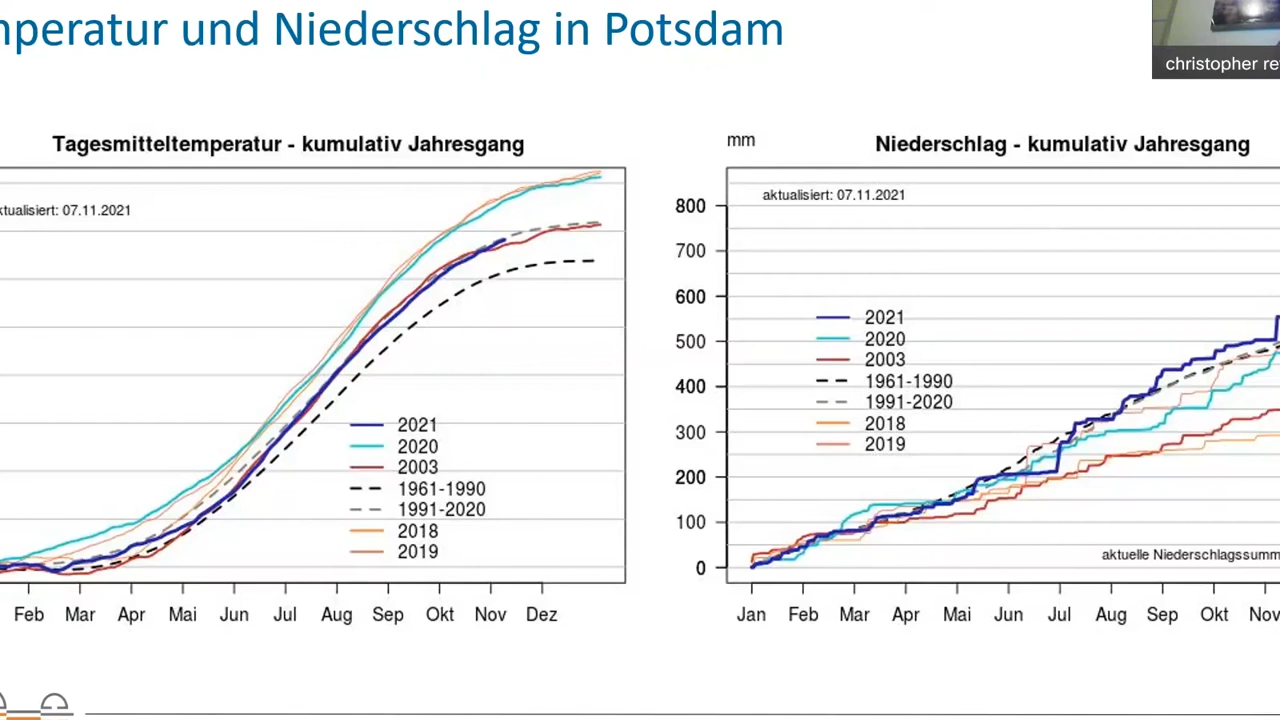 nperatur und Niederschlag in Potsdam
christopher re
Tagesmitteltemperatur - kumulativ Jahresgang
ktualisiert: 07.11.2021
2021
2020
2003
1961-1990
1991-2020
2018
2019
Feb Mar Apr Mai Jun Jul Aug Sep Okt Nov Dez
mm
Niederschlag - kumulativ Jahresgang
aktualisiert: 07.11.2021
800
700
600
500
400
300
200
100
0
2021
2020
2003
1961-1990
1991-2020
2018
2019
aktuelle Niederschlagssumm
Jan Feb Mar Apr Mai Jun Jul Aug Sep Okt Nov